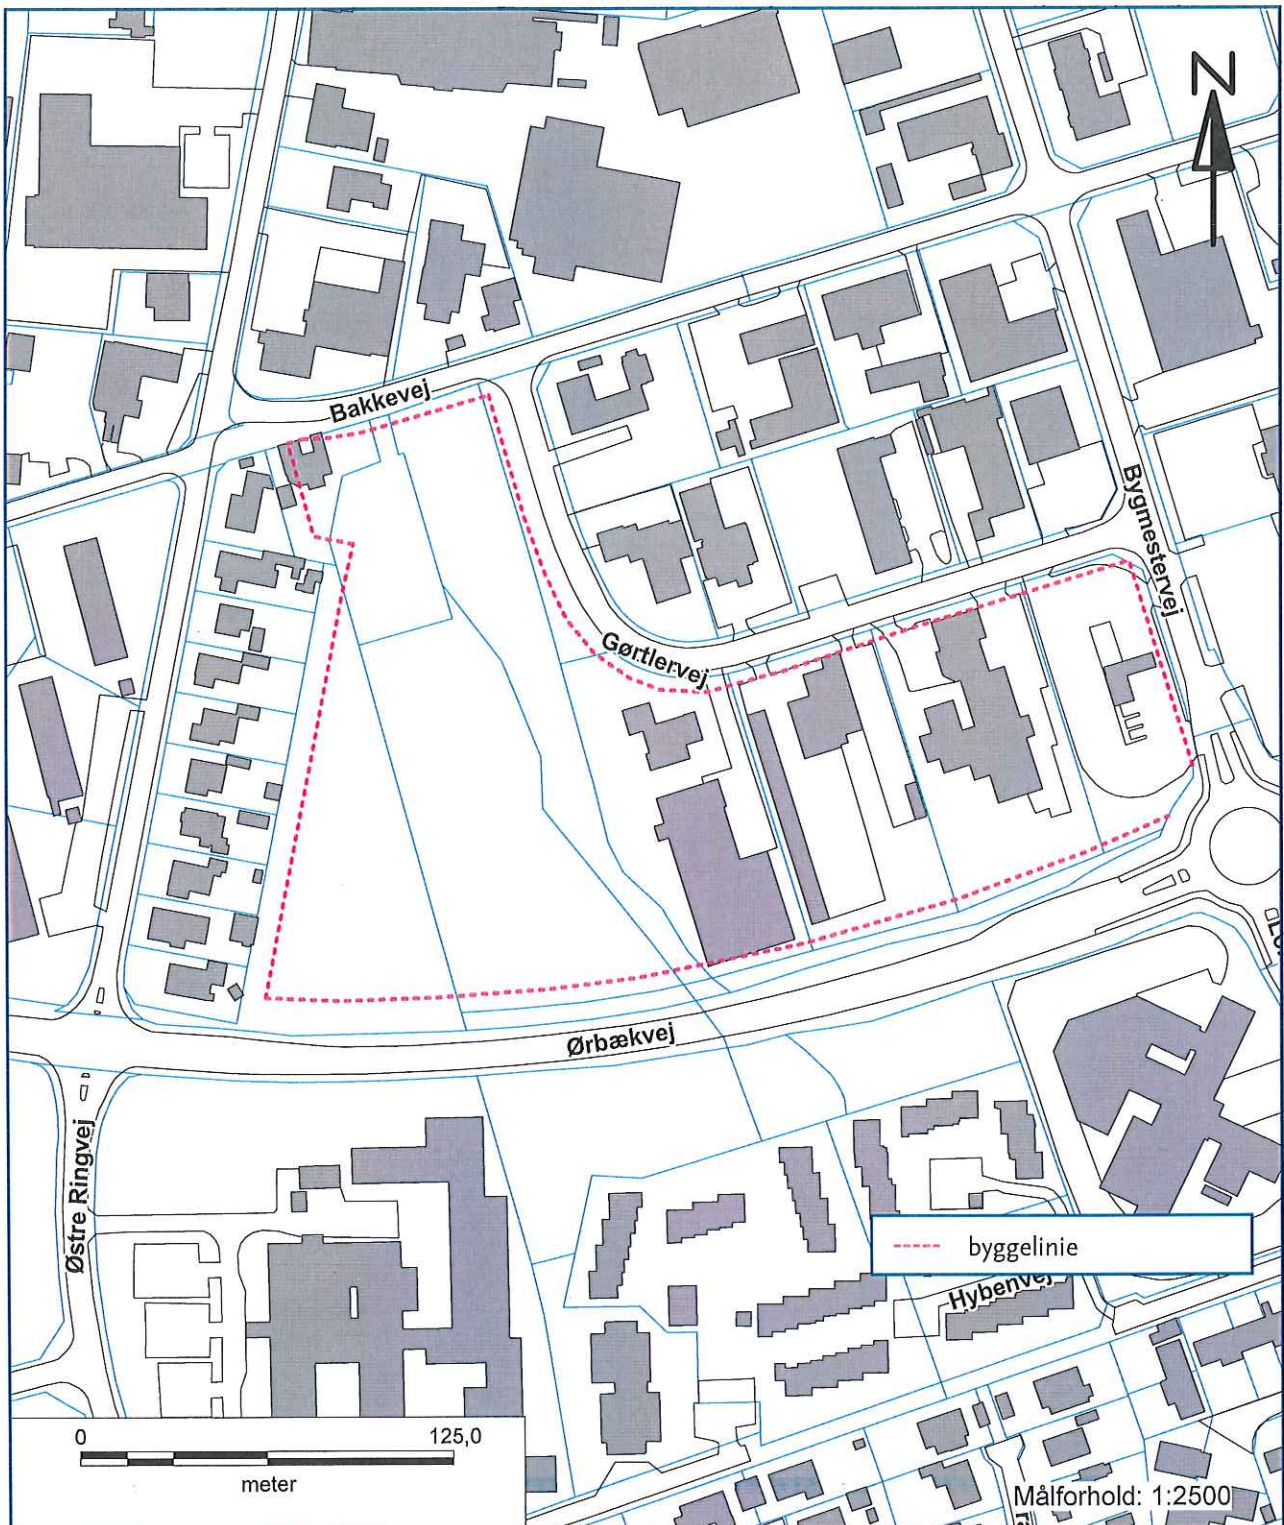 N
Bakkevej
Bygmestervej
Gørtlervej
Ørbækvej
Østre Ringvej
byggelinie
Hybenvej
0 125,0
meter
Målforhold: 1:2500